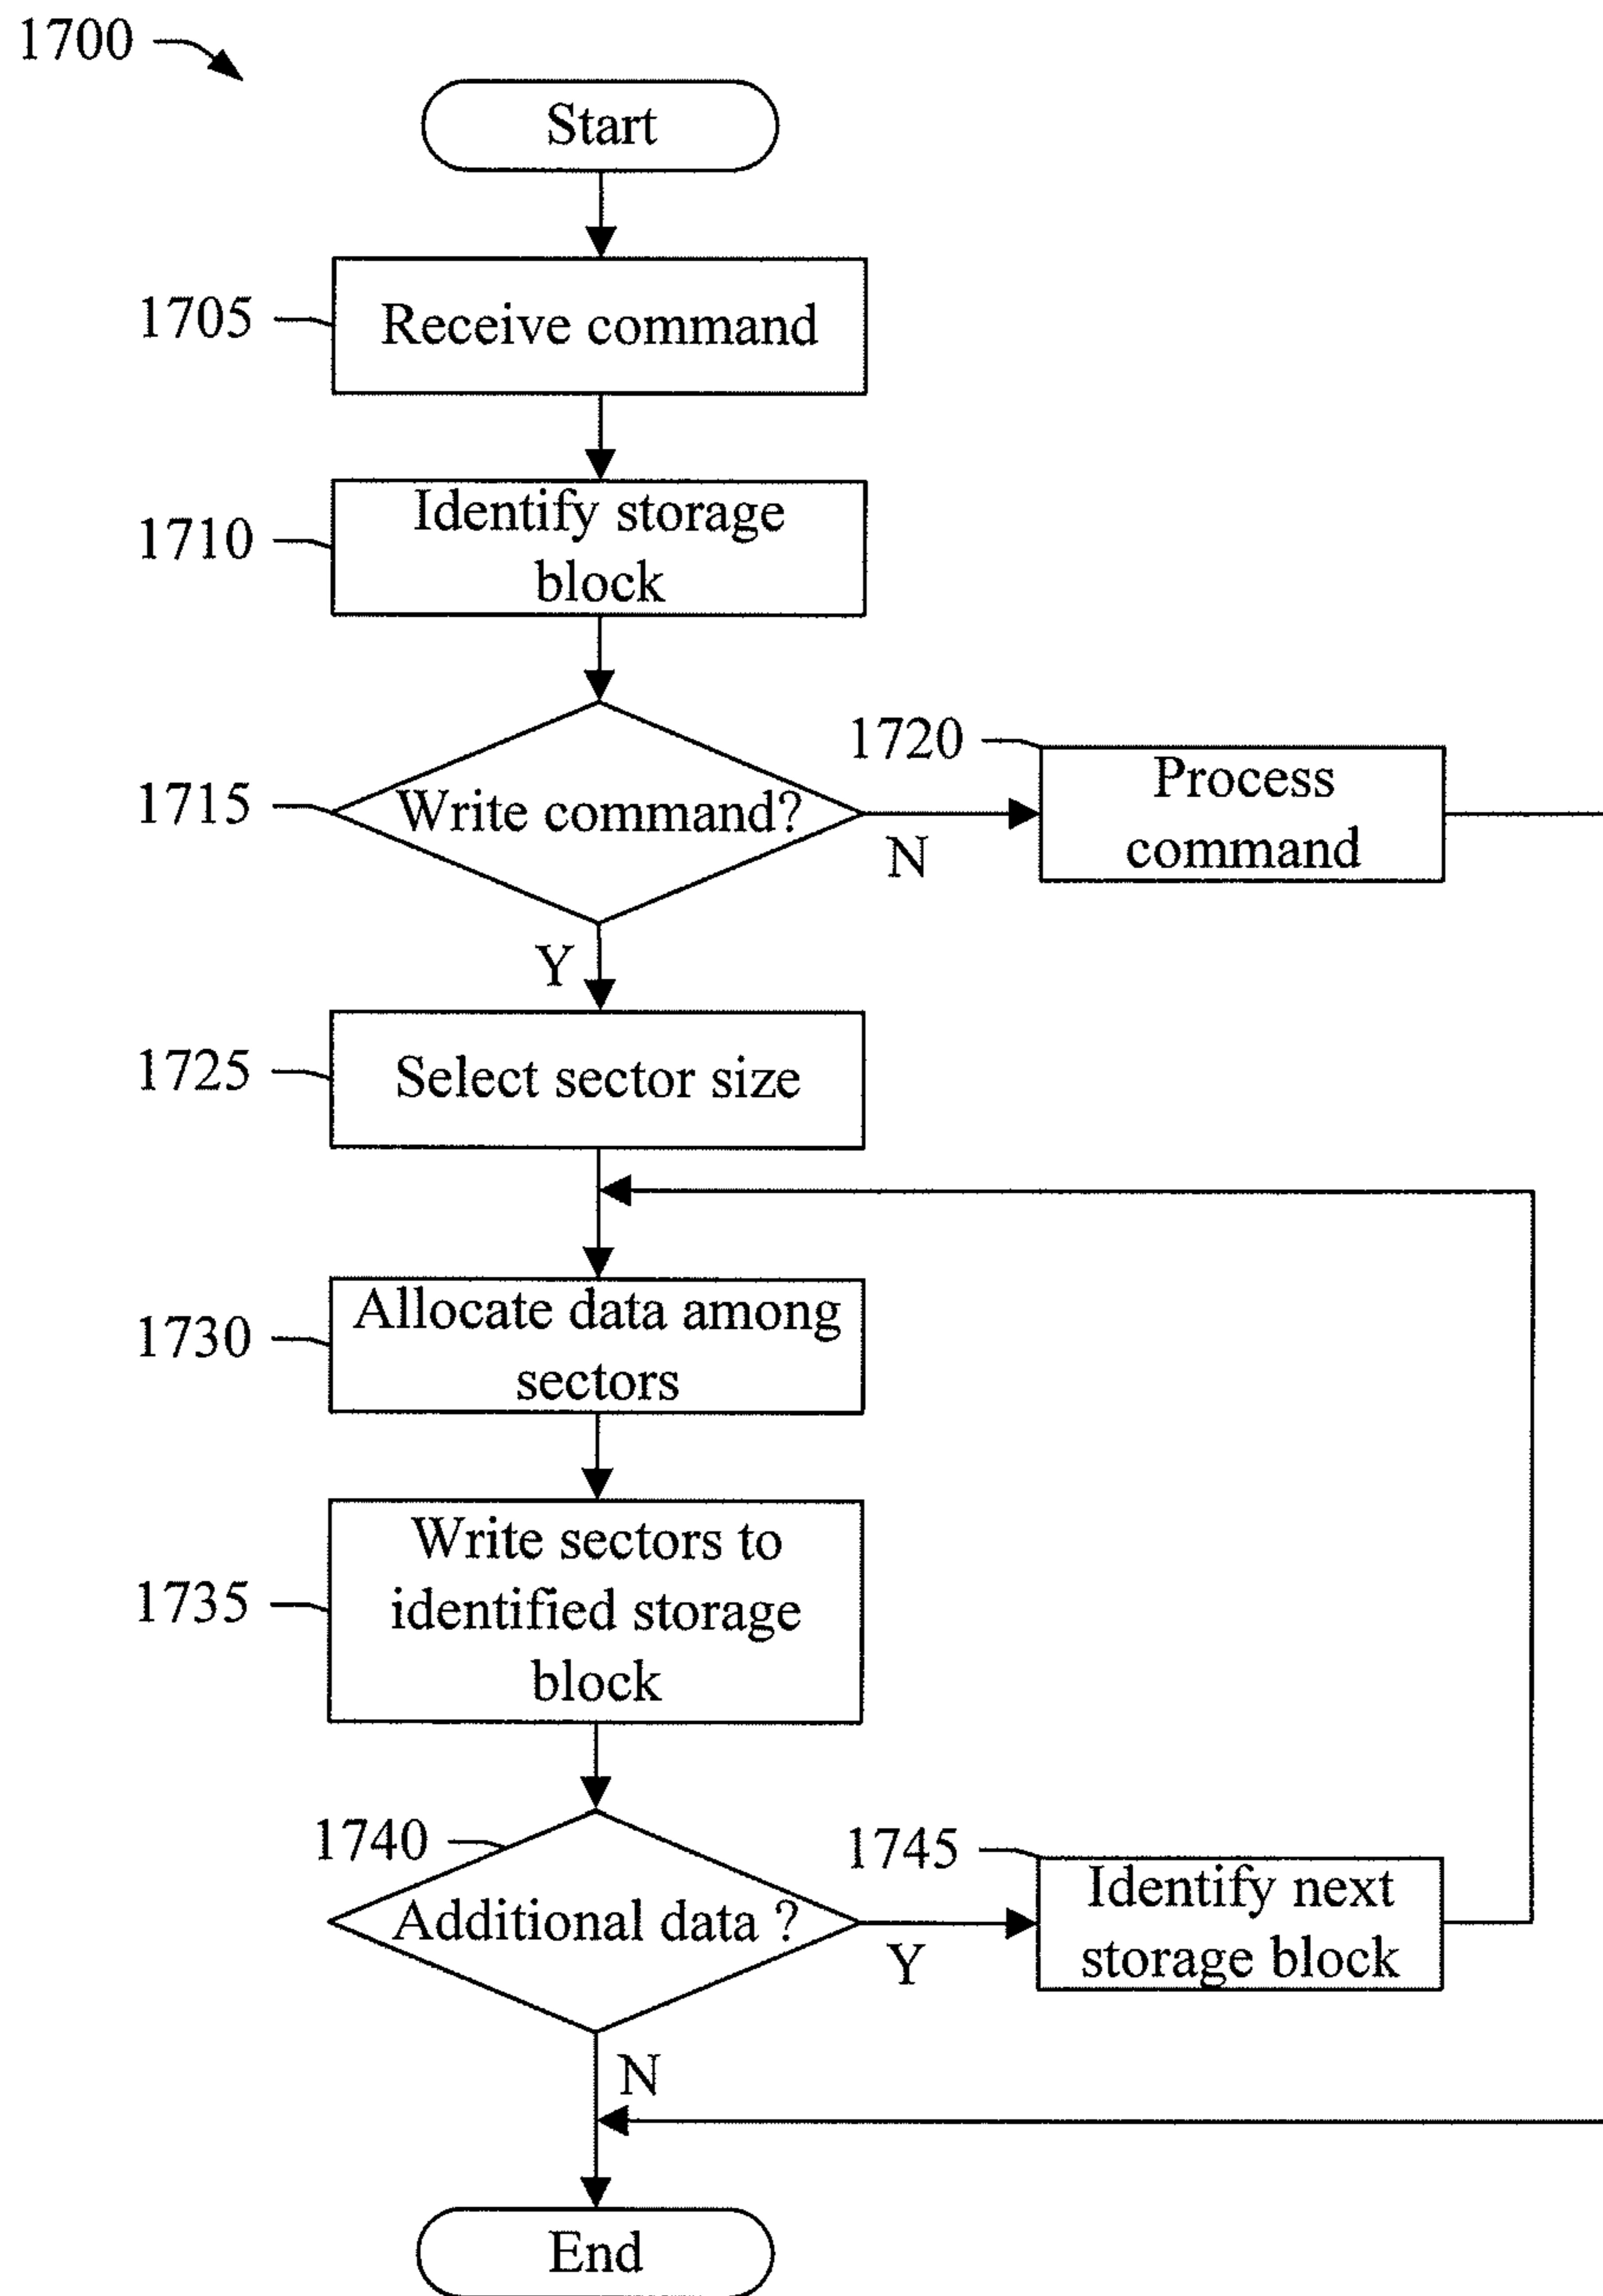 1700
Start
1705
Receive command
1710
Identify storage
block
1715
Write command?
N
1720
Process
command
Y
1725
Select sector size
1730
Allocate data among
sectors
1735
Write sectors to
identified storage
block
1740
Additional data ?
Y
1745
Identify next
storage block
N
End